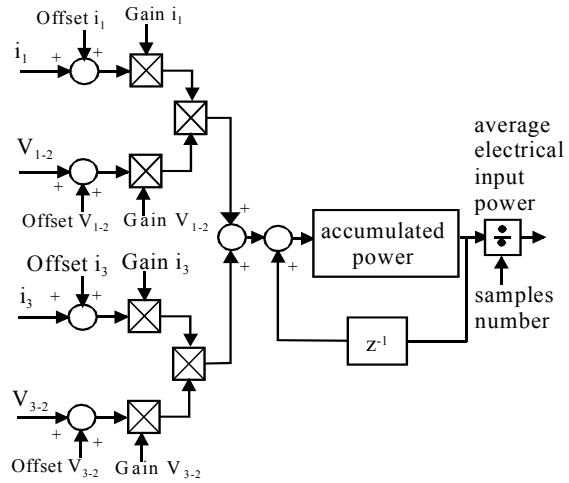 Offset i1
Gain i1
i1
+
+
V1-2
+
+
Offset V1-2
Gain V1-2
average
electrical
input
power
+
+
+
accumulated
power
÷
samples
number
z-1
Offset i3
Gain i3
i3
+
+
V3-2
+
+
Offset V3-2
Gain V3-2